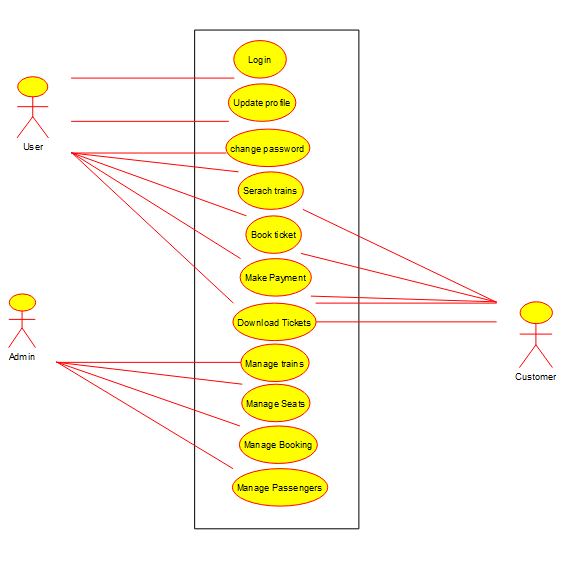 Login
Update profile
User
change password
Serach trains
Book ticket
Make Payment
Download Tickets
Admin
Manage trains
Customer
Manage Seats
Manage Booking
Manage Passengers